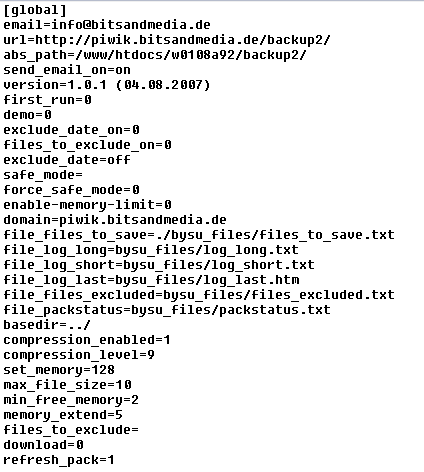 [global]
email=info@bitsandmedia.de
url=http://piwik.bitsandmedia.de/backup2/
abs_path=/www/htdocs/w0108a92/backup2/
send_email_on=on
version=1.0.1 (04.08.2007)
first_run=0
demo=0
exclude_date_on=0
files_to_exclude_on=0
exclude_date=off
safe_mode=
force_safe_mode=0
enable-memory-limit=0
domain=piwik.bitsandmedia.de
file_files_to_save=./bysu_files/files_to_save.txt
file_log_long=bysu_files/log_long.txt
file_log_short=bysu_files/log_short.txt
file_log_last=bysu_files/log_last.htm
file_files_excluded=bysu_files/files_excluded.txt
file_packstatus=bysu_files/packstatus.txt
basedir=../
compression_enabled=1
compression_level=9
set_memory=128
max_file_size=10
min_free_memory=2
memory_extend=5
files_to_exclude=
download=0
refresh_pack=1